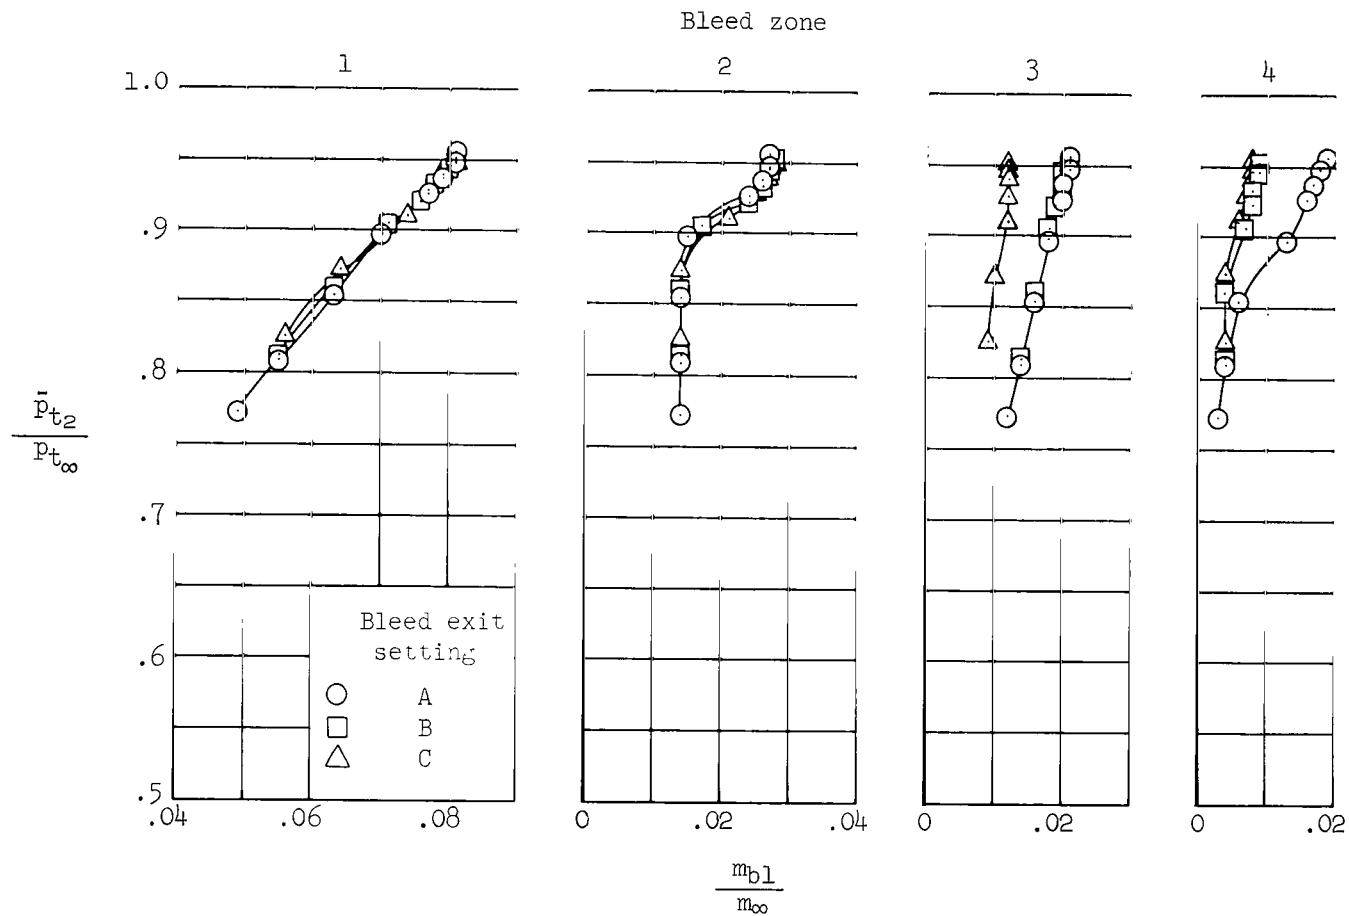 Bleed zone
1 2 3 4
1.0
.9
.8
p̄t2
pt∞
.7
Bleed exit
setting
.6
A
B
C
.5
.04 .06 .08 0 .02 .04 0 .02 0 .02
mbl
m∞